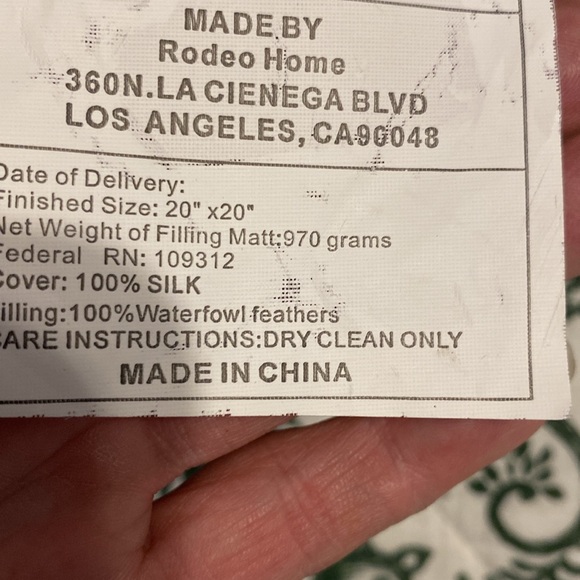 MADE BY
Rodeo Home
360N.LA CIENEGA BLVD
LOS ANGELES, CA90048
Date of Delivery:
Finished Size: 20" x20"
Net Weight of Filling Matt:970 grams
Federal RN: 109312
Cover: 100% SILK
illing:100%Waterfowl feathers
CARE INSTRUCTIONS:DRY CLEAN ONLY
MADE IN CHINA